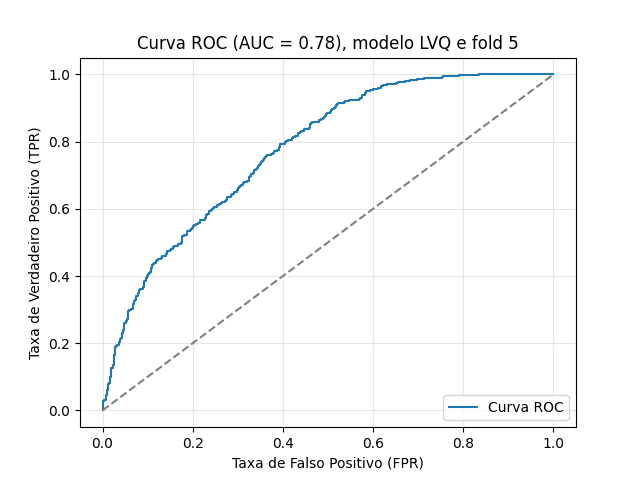 Curva ROC (AUC = 0.78), modelo LVQ e fold 5
Taxa de Verdadeiro Positivo (TPR)
1.0
0.8
0.6
0.4
0.2
0.0
Curva ROC
0.0 0.2 0.4 0.6 0.8 1.0
Taxa de Falso Positivo (FPR)